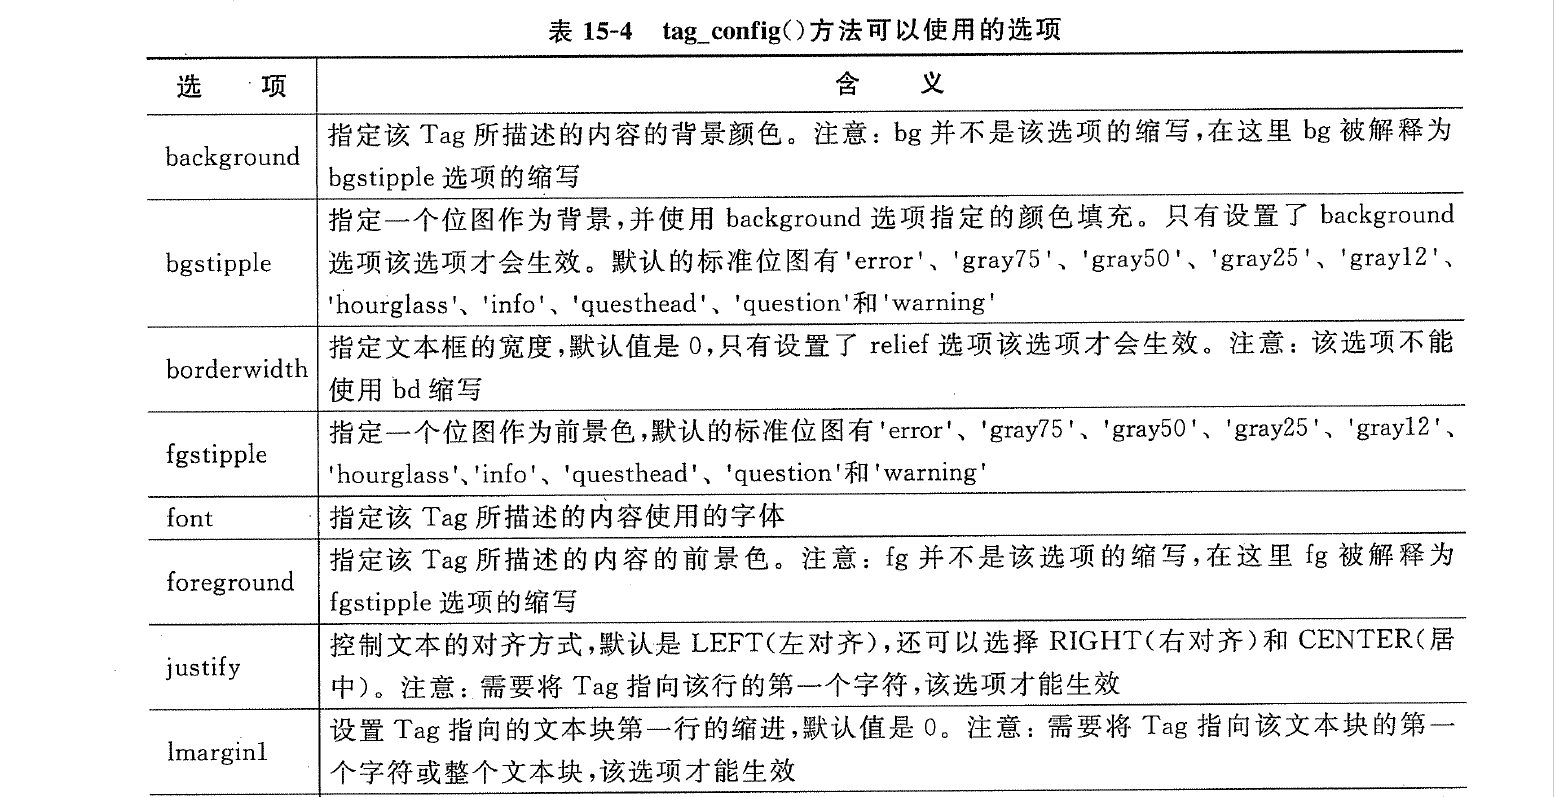 表 15-4 tag_config()方法可以使用的选项
选 项 含 义
background
指定该 Tag 所描述的内容的背景颜色。注意：bg 并不是该选项的缩写,在这里 bg 被解释为
bgstipple 选项的缩写
bgstipple
指定一个位图作为背景,并使用 background 选项指定的颜色填充。只有设置了 background
选项该选项才会生效。默认的标准位图有'error'、'gray75'、'gray50'、'gray25'、'gray12'、
'hourglass'、'info'、'questhead'、'question'和'warning'
borderwidth
指定文本框的宽度,默认值是 0,只有设置了 relief 选项该选项才会生效。注意：该选项不能
使用 bd 缩写
fgstipple
指定一个位图作为前景色,默认的标准位图有'error'、'gray75'、'gray50'、'gray25'、'gray12'、
'hourglass'、'info'、'questhead'、'question'和'warning'
font
指定该 Tag 所描述的内容使用的字体
foreground
指定该 Tag 所描述的内容的前景色。注意：fg 并不是该选项的缩写,在这里 fg 被解释为
fgstipple 选项的缩写
justify
控制文本的对齐方式,默认是 LEFT(左对齐),还可以选择 RIGHT(右对齐)和 CENTER(居
中)。注意：需要将 Tag 指向该行的第一个字符,该选项才能生效
lmargin1
设置 Tag 指向的文本块第一行的缩进,默认值是 0。注意：需要将 Tag 指向该文本块的第一
个字符或整个文本块,该选项才能生效